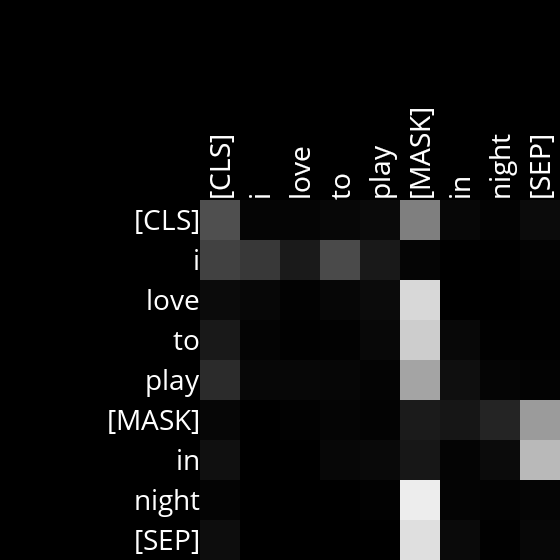 [CLS] i love to play [MASK] in night [SEP]
[CLS]
i
love
to
play
[MASK]
in
night
[SEP]